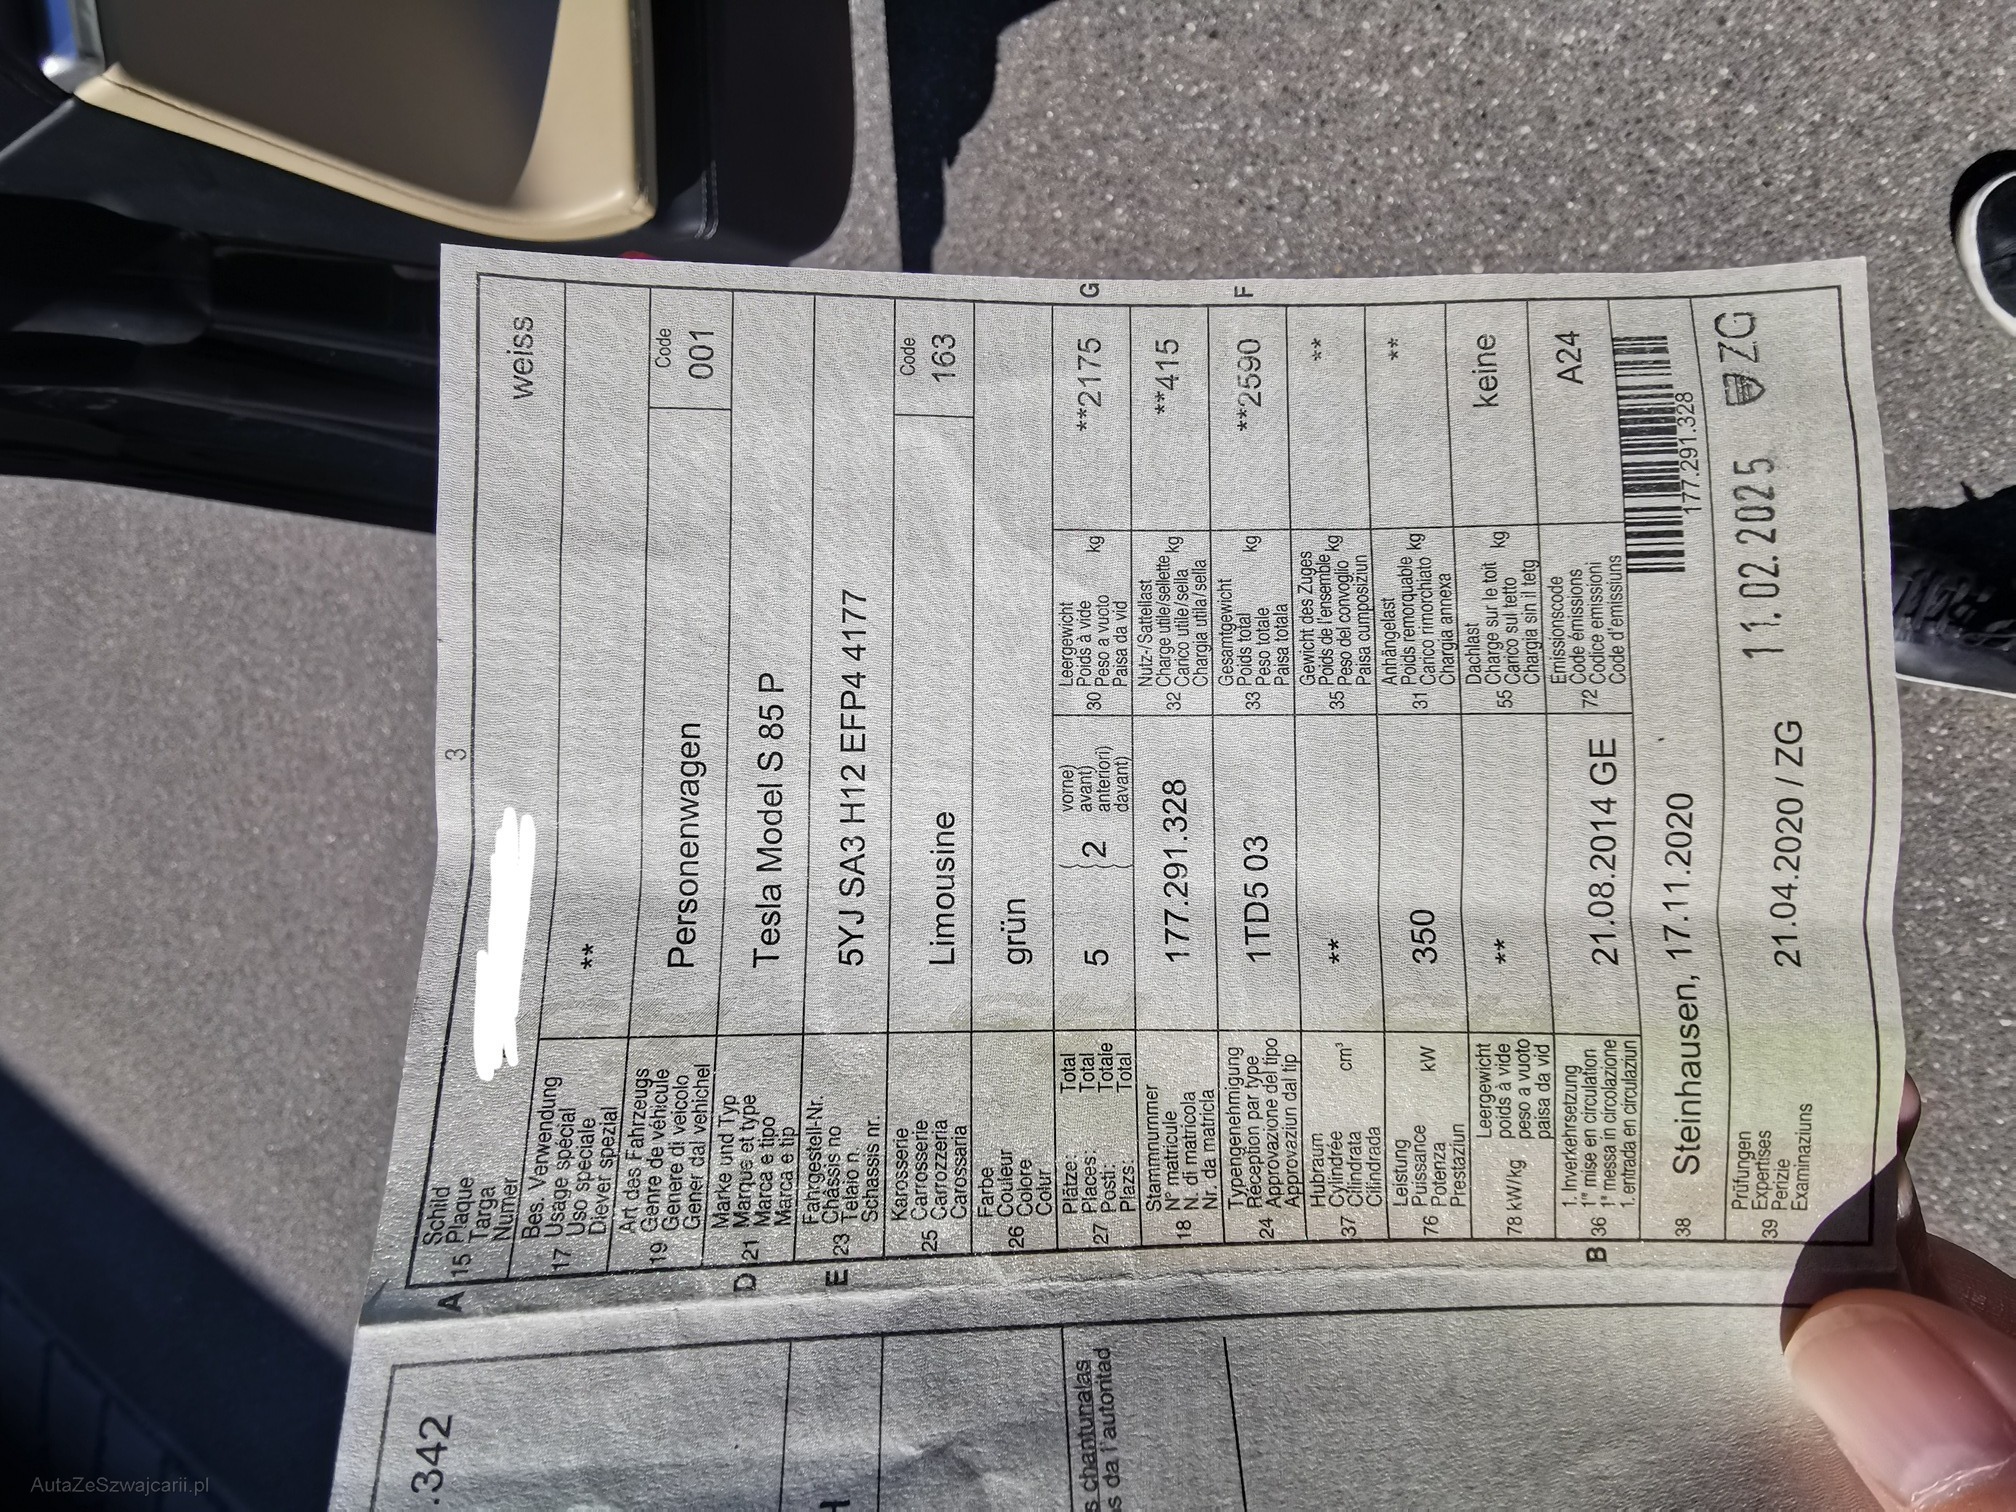 3
A
Schild
15 Plaque
Targa
Numer
weiss
Bes. Verwendung
17 Usage spécial
Uso speciale
Diever spezial
**
Art des Fahrzeugs
19 Genre de véhicule
Genere di veicolo
Gener dal vehichel
Personenwagen
Code
001
D
Marke und Typ
21 Marque et type
Marca e tipo
Marca e tip
Tesla Model S 85 P
E
Fahrgestell-Nr.
23 Châssis no
Telaio n.
Schassis nr.
5YJ SA3 H12 EFP4 4177
Karosserie
25 Carrosserie
Carrozzeria
Carossaria
Limousine
Code
163
Farbe
26 Couleur
Colore
Colur
grün
Plätze: Total
27 Places: Total
Posti: Totale
Plazs: Total
5
2
vorne)
avant)
anteriori)
davant)
Leergewicht
Poids à vide
30 Peso a vuoto kg
Paisa da vid
**2175
G
Stammnummer
18 N° matricule
N. di matricola
Nr. da matricla
177.291.328
Nutz-/Sattellast
32 Charge utile/sellette kg
Carico utile/sella
Chargia utila/sella
**415
Typengenehmigung
24 Réception par type
Approvazione del tipo
Approvaziun dal tip
1TD5 03
Gesamtgewicht
33 Poids total kg
Peso totale
Paisa totala
**2590
F
Hubraum
37 Cylindrée cm³
Cilindrata
Cilindrada
**
Gewicht des Zuges
35 Poids de l'ensemble kg
Peso del convoglio
Paisa cumposiziun
**
Leistung
76 Puissance kW
Potenza
Prestaziun
350
Anhängelast
31 Poids remorquable kg
Carico rimorchiato
Chargia annexa
**
78 kW/kg
Leergewicht
poids à vide
peso a vuoto
paisa da vid
**
Dachlast
55 Charge sur le toit kg
Carico sul tetto
Chargia sin il tetg
keine
B
1. Inverkehrsetzung
36 1re mise en circulation
1a messa in circolazione
1. entrada en circulaziun
21.08.2014 GE
Emissionscode
72 Code émissions
Codice emissioni
Code d'emissiuns
A24
38
Steinhausen, 17.11.2020
177.291.328
Prüfungen
39 Expertises
Perizie
Examinaziuns
21.04.2020 / ZG
11.02.2025 ZG
.342
H
s chantunalas
s da l'autoritad
AutaZeSzwajcarii.pl